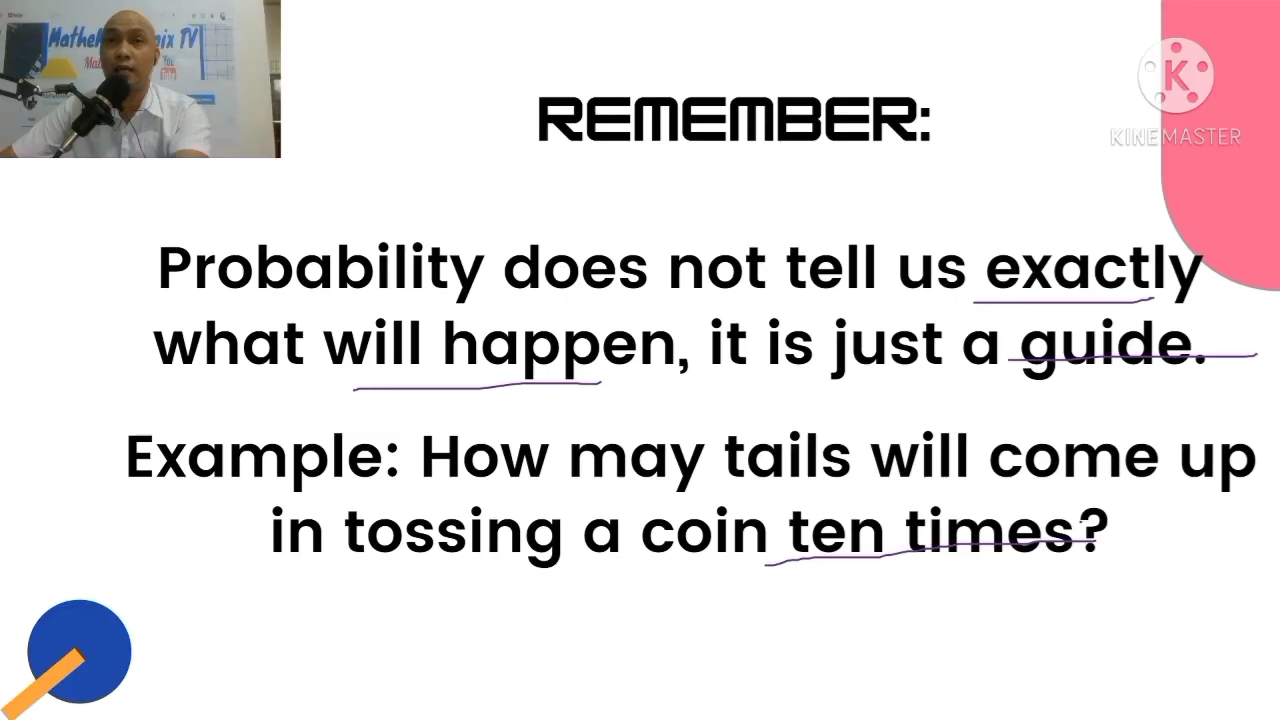 REMEMBER:
KINEMASTER
Probability does not tell us exactly
what will happen, it is just a guide.
Example: How may tails will come up
in tossing a coin ten times?